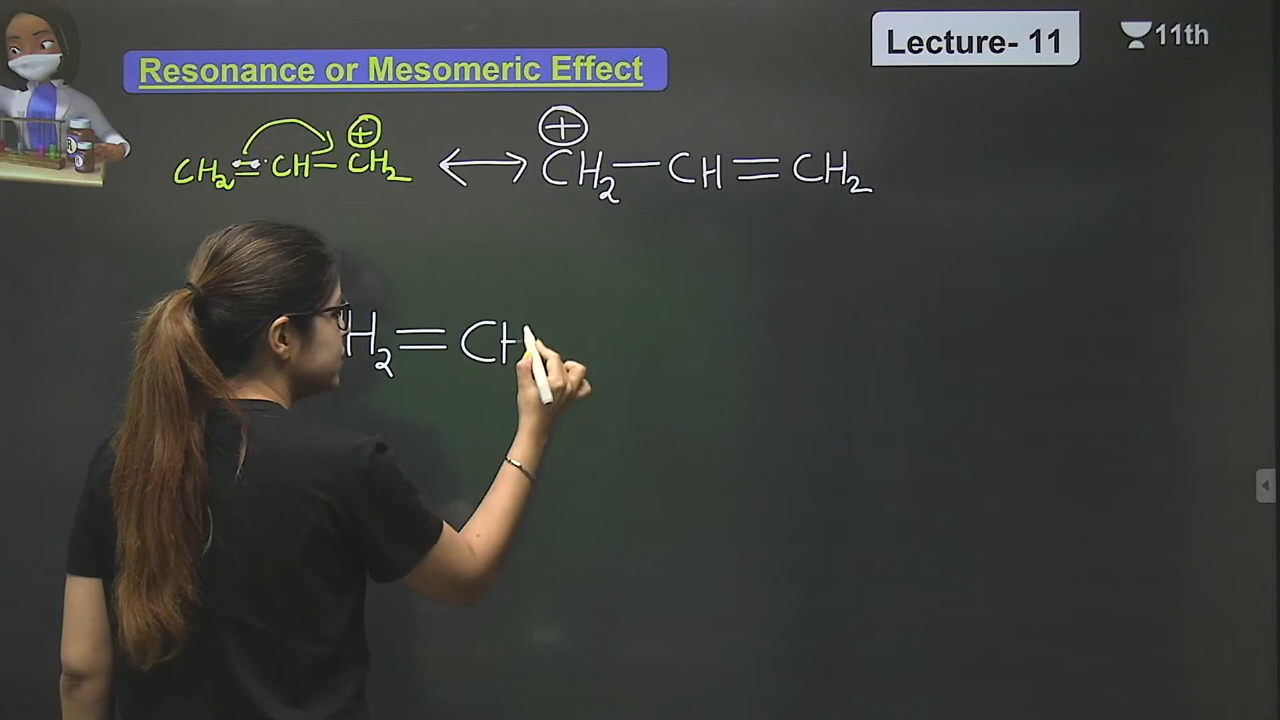 Lecture- 11
11th
Resonance or Mesomeric Effect
CH₂=CH–CH₂⊕ ↔ ⊕CH₂–CH=CH₂
H₂=CH